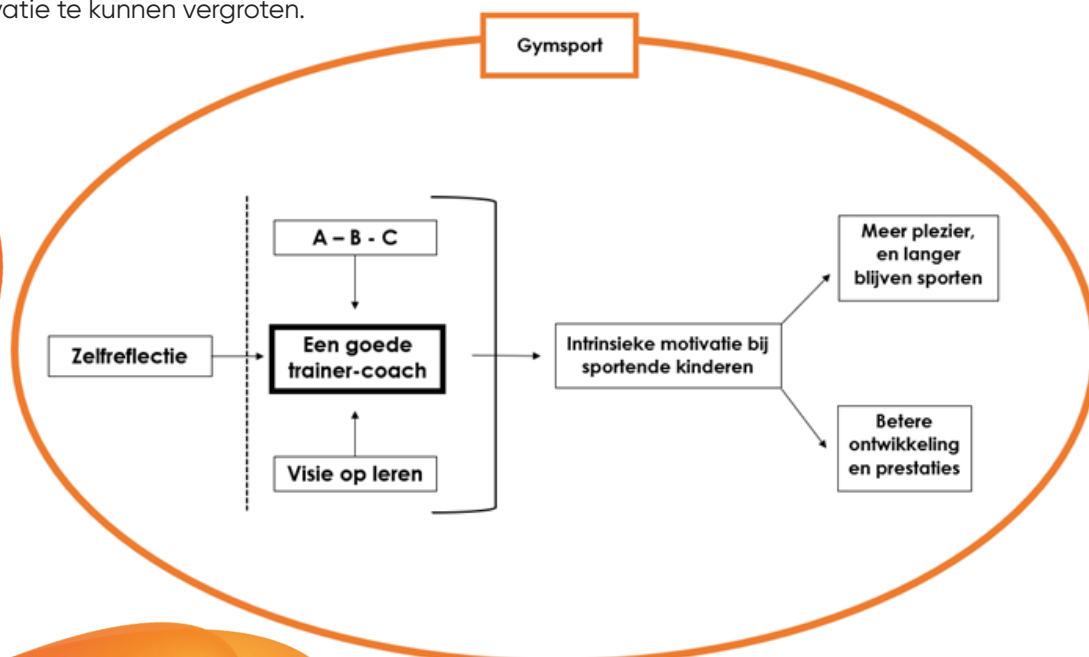 vatie te kunnen vergroten.
Gymsport
A – B - C
Zelfreflectie
Een goede
trainer-coach
Visie op leren
Intrinsieke motivatie bij
sportende kinderen
Meer plezier,
en langer
blijven sporten
Betere
ontwikkeling
en prestaties